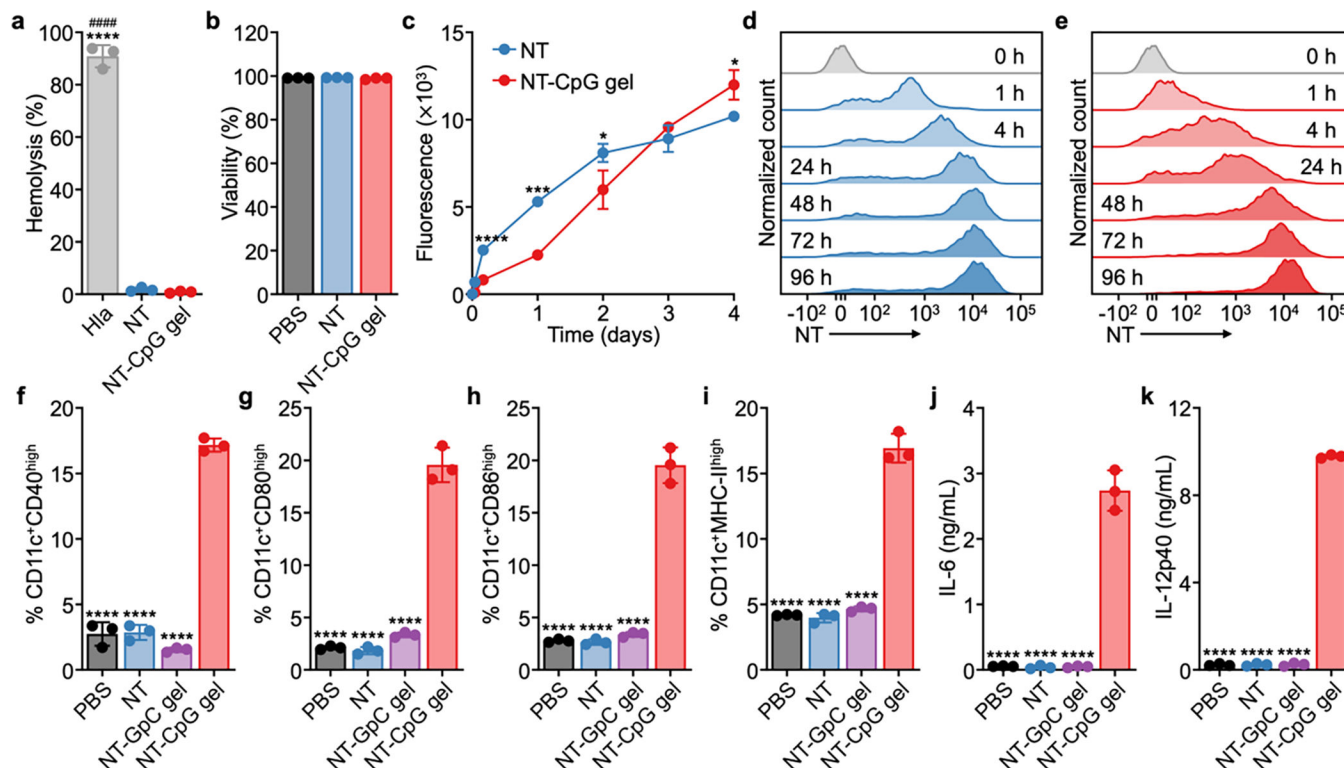 a
####
****
100
80
60
40
20
0
Hemolysis (%)
Hla
NT
NT-CpG gel
b
120
100
80
60
40
20
0
Viability (%)
PBS
NT
NT-CpG gel
c
15
10
5
0
Fluorescence (×10³)
NT
NT-CpG gel
****
***
*
*
0
1
2
3
4
Time (days)
d
Normalized count
0 h
1 h
4 h
24 h
48 h
72 h
96 h
-10² 0 10² 10³ 10⁴ 10⁵
NT
e
Normalized count
0 h
1 h
4 h
24 h
48 h
72 h
96 h
-10² 0 10² 10³ 10⁴ 10⁵
NT
f
20
15
10
5
0
% CD11c⁺CD40ʰⁱᵍʰ
**** **** ****
PBS
NT
NT-GpC gel
NT-CpG gel
g
25
20
15
10
5
0
% CD11c⁺CD80ʰⁱᵍʰ
**** **** ****
PBS
NT
NT-GpC gel
NT-CpG gel
h
25
20
15
10
5
0
% CD11c⁺CD86ʰⁱᵍʰ
**** **** ****
PBS
NT
NT-GpC gel
NT-CpG gel
i
20
15
10
5
0
% CD11c⁺MHC-IIʰⁱᵍʰ
**** **** ****
PBS
NT
NT-GpC gel
NT-CpG gel
j
4
3
2
1
0
IL-6 (ng/mL)
**** **** ****
PBS
NT
NT-GpC gel
NT-CpG gel
k
12
8
4
0
IL-12p40 (ng/mL)
**** **** ****
PBS
NT
NT-GpC gel
NT-CpG gel